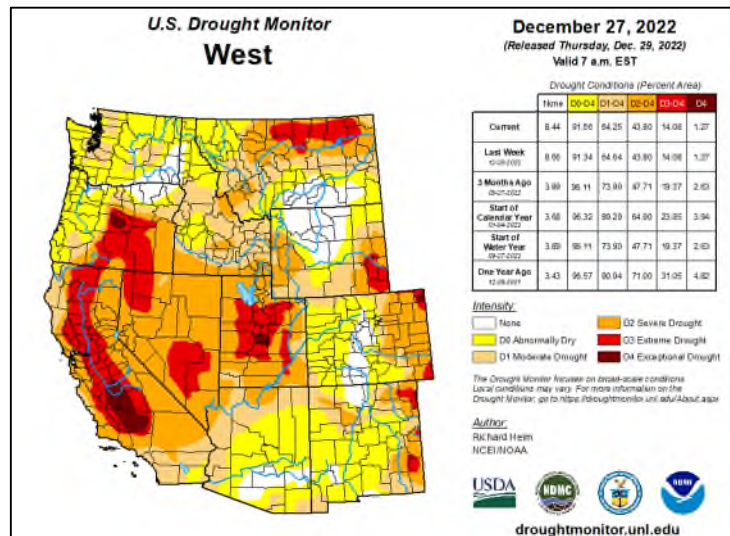 U.S. Drought Monitor
West
December 27, 2022
(Released Thursday, Dec. 29, 2022)
Valid 7 a.m. EST
Drought Conditions (Percent Area)
None D0-D4 D1-D4 D2-D4 D3-D4 D4
Current 8.44 91.56 64.25 43.80 14.08 1.27
Last Week 8.66 91.34 64.64 43.80 14.08 1.27
3 Months Ago 3.89 96.11 73.90 47.71 19.37 2.63
Start of Calendar Year 3.68 96.32 89.29 64.90 23.85 3.94
Start of Water Year 3.89 96.11 73.90 47.71 19.37 2.63
One Year Ago 3.43 96.57 90.04 71.00 31.05 4.82
Intensity:
None
D0 Abnormally Dry
D1 Moderate Drought
D2 Severe Drought
D3 Extreme Drought
D4 Exceptional Drought
The Drought Monitor focuses on broad-scale conditions.
Local conditions may vary. For more information on the
Drought Monitor, go to https://droughtmonitor.unl.edu/About.aspx
Author:
Richard Heim
NCEI/NOAA
USDA
NDMC
NOAA
droughtmonitor.unl.edu